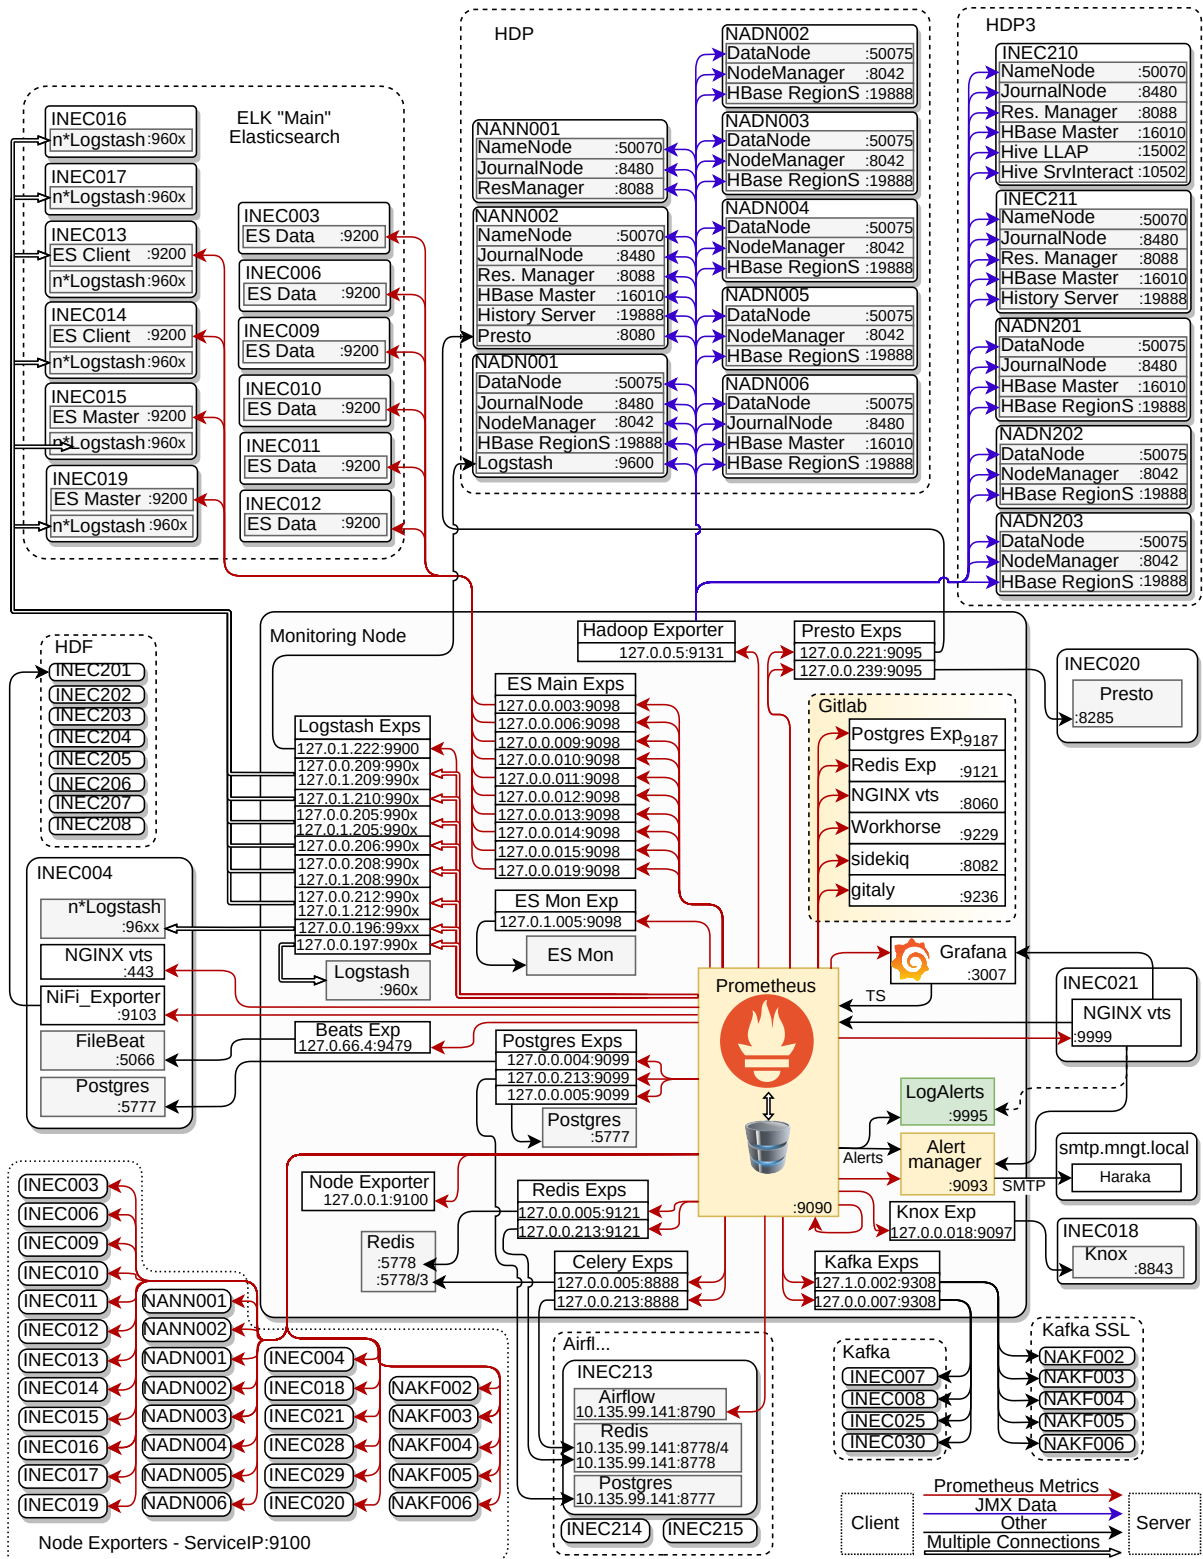 HDP
NADN002
DataNode :50075
NodeManager :8042
HBase RegionS :19888
NADN003
DataNode :50075
NodeManager :8042
HBase RegionS :19888
NADN004
DataNode :50075
NodeManager :8042
HBase RegionS :19888
NADN005
DataNode :50075
NodeManager :8042
HBase RegionS :19888
NADN006
DataNode :50075
JournalNode :8480
HBase Master :16010
HBase RegionS :19888
NANN001
NameNode :50070
JournalNode :8480
ResManager :8088
NANN002
NameNode :50070
JournalNode :8480
Res. Manager :8088
HBase Master :16010
History Server :19888
Presto :8080
NADN001
DataNode :50075
JournalNode :8480
NodeManager :8042
HBase RegionS :19888
Logstash :9600
HDP3
INEC210
NameNode :50070
JournalNode :8480
Res. Manager :8088
HBase Master :16010
Hive LLAP :15002
Hive SrvInteract :10502
INEC211
NameNode :50070
JournalNode :8480
Res. Manager :8088
HBase Master :16010
History Server :19888
NADN201
DataNode :50075
JournalNode :8480
HBase Master :16010
HBase RegionS :19888
NADN202
DataNode :50075
NodeManager :8042
HBase RegionS :19888
NADN203
DataNode :50075
NodeManager :8042
HBase RegionS :19888
ELK "Main"
Elasticsearch
INEC016
n*Logstash :960x
INEC017
n*Logstash :960x
INEC013
ES Client :9200
n*Logstash :960x
INEC014
ES Client :9200
n*Logstash :960x
INEC015
ES Master :9200
n*Logstash :960x
INEC019
ES Master :9200
n*Logstash :960x
INEC003
ES Data :9200
INEC006
ES Data :9200
INEC009
ES Data :9200
INEC010
ES Data :9200
INEC011
ES Data :9200
INEC012
ES Data :9200
Monitoring Node
Hadoop Exporter
127.0.0.5:9131
Presto Exps
127.0.0.221:9095
127.0.0.239:9095
INEC020
Presto
:8285
HDF
INEC201
INEC202
INEC203
INEC204
INEC205
INEC206
INEC207
INEC208
ES Main Exps
127.0.0.003:9098
127.0.0.006:9098
127.0.0.009:9098
127.0.0.010:9098
127.0.0.011:9098
127.0.0.012:9098
127.0.0.013:9098
127.0.0.014:9098
127.0.0.015:9098
127.0.0.019:9098
Logstash Exps
127.0.1.222:9900
127.0.0.209:990x
127.0.1.209:990x
127.0.1.210:990x
127.0.0.205:990x
127.0.1.205:990x
127.0.0.206:990x
127.0.0.208:990x
127.0.1.208:990x
127.0.0.212:990x
127.0.1.212:990x
127.0.0.196:99xx
127.0.0.197:990x
Logstash
:960x
Gitlab
Postgres Exp :9187
Redis Exp :9121
NGINX vts :8060
Workhorse :9229
sidekiq :8082
gitaly :9236
ES Mon Exp
127.0.1.005:9098
ES Mon
INEC004
n*Logstash
:96xx
NGINX vts
:443
NiFi_Exporter
:9103
FileBeat
:5066
Postgres
:5777
Grafana
:3007
TS
INEC021
NGINX vts
:9999
Prometheus
:9090
Beats Exp
127.0.66.4:9479
Postgres Exps
127.0.0.004:9099
127.0.0.213:9099
127.0.0.005:9099
Postgres
:5777
LogAlerts
:9995
Alerts
Alert
manager
:9093
SMTP
smtp.mngt.local
Haraka
Node Exporter
127.0.0.1:9100
Redis Exps
127.0.0.005:9121
127.0.0.213:9121
Redis
:5778
:5778/3
Celery Exps
127.0.0.005:8888
127.0.0.213:8888
Knox Exp
127.0.0.018:9097
INEC018
Knox
:8843
Kafka Exps
127.1.0.002:9308
127.0.0.007:9308
INEC003
INEC006
INEC009
INEC010
INEC011
INEC012
INEC013
INEC014
INEC015
INEC016
INEC017
INEC019
NANN001
NANN002
NADN001
NADN002
NADN003
NADN004
NADN005
NADN006
INEC004
INEC018
INEC021
INEC028
INEC029
INEC020
NAKF002
NAKF003
NAKF004
NAKF005
NAKF006
Node Exporters - ServiceIP:9100
Airfl...
INEC213
Airflow
10.135.99.141:8790
Redis
10.135.99.141:8778/4
10.135.99.141:8778
Postgres
10.135.99.141:8777
INEC214
INEC215
Kafka
INEC007
INEC008
INEC025
INEC030
Kafka SSL
NAKF002
NAKF003
NAKF004
NAKF005
NAKF006
Client
Prometheus Metrics
JMX Data
Other
Multiple Connections
Server